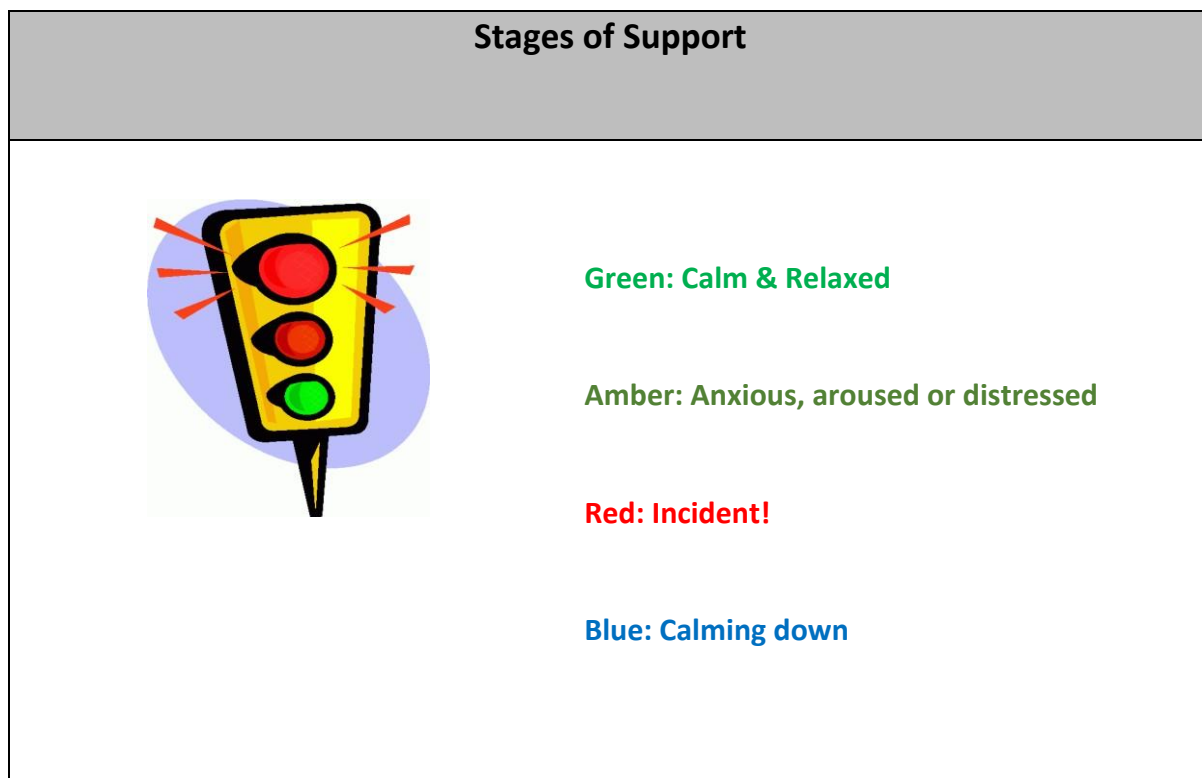 Stages of Support
Green: Calm & Relaxed
Amber: Anxious, aroused or distressed
Red: Incident!
Blue: Calming down